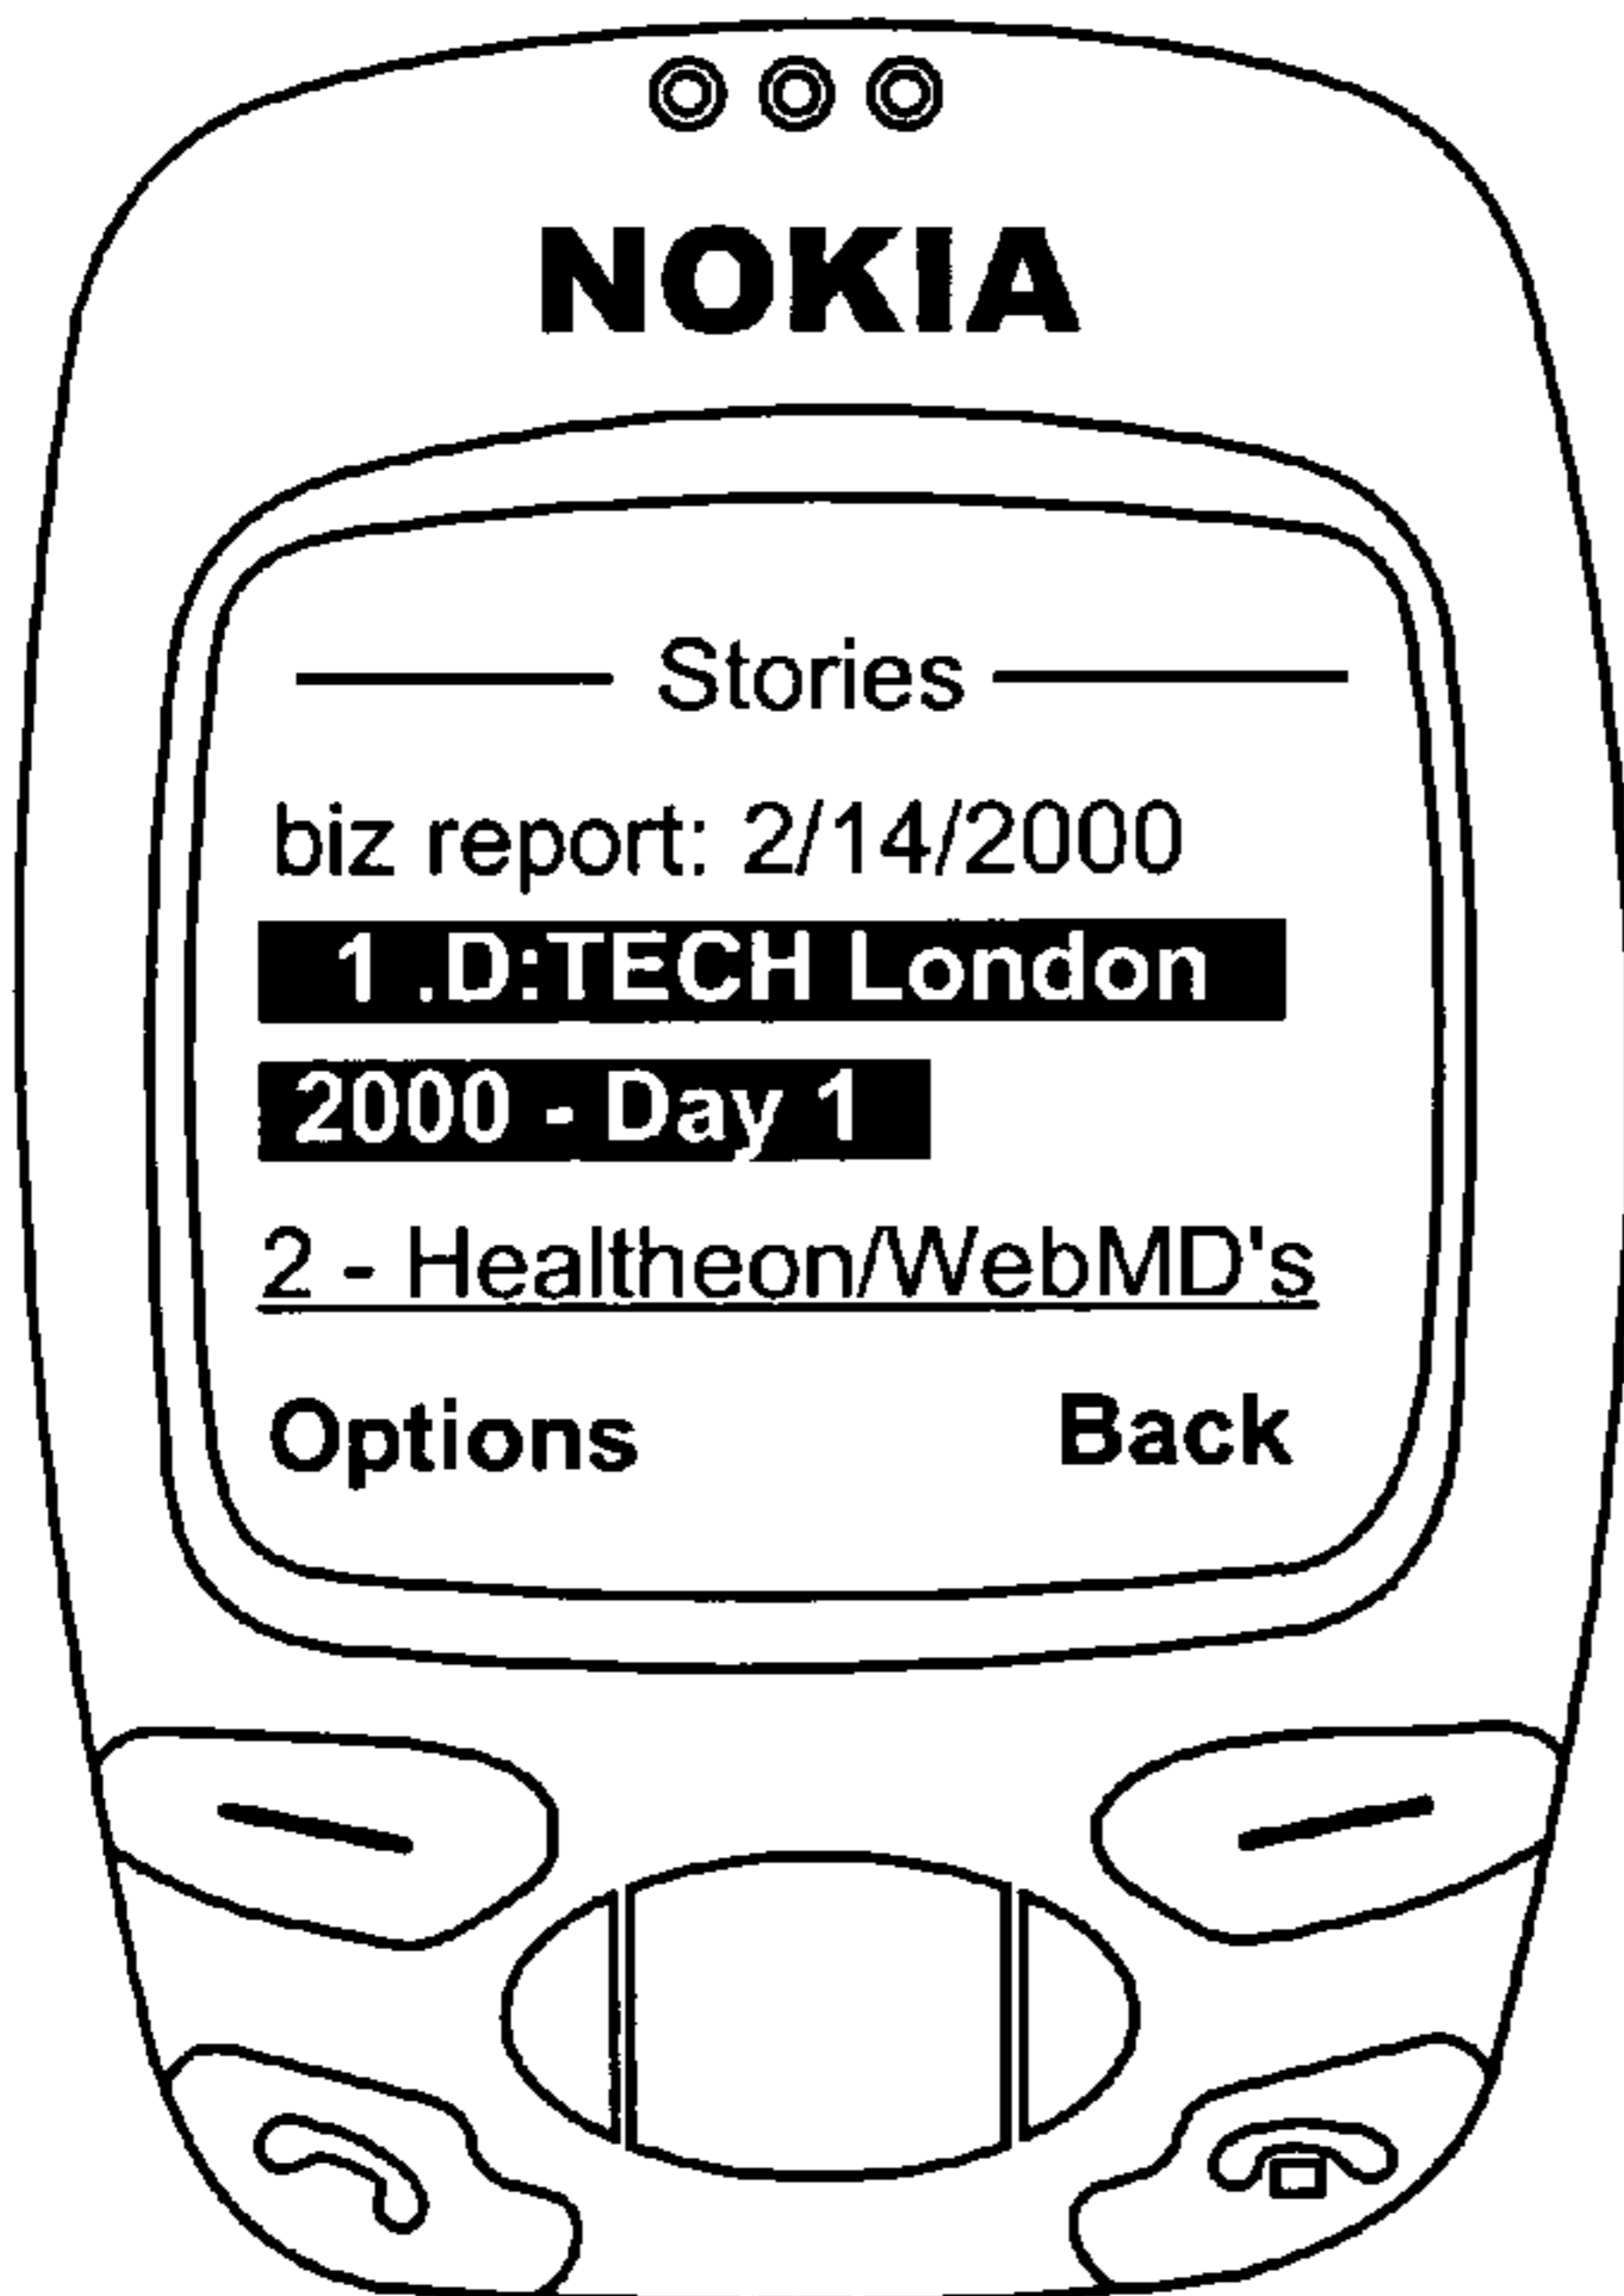 NOKIA
Stories
biz report: 2/14/2000
1 .D:TECH London
2000 - Day 1
2 - Healtheon/WebMD's
Options Back